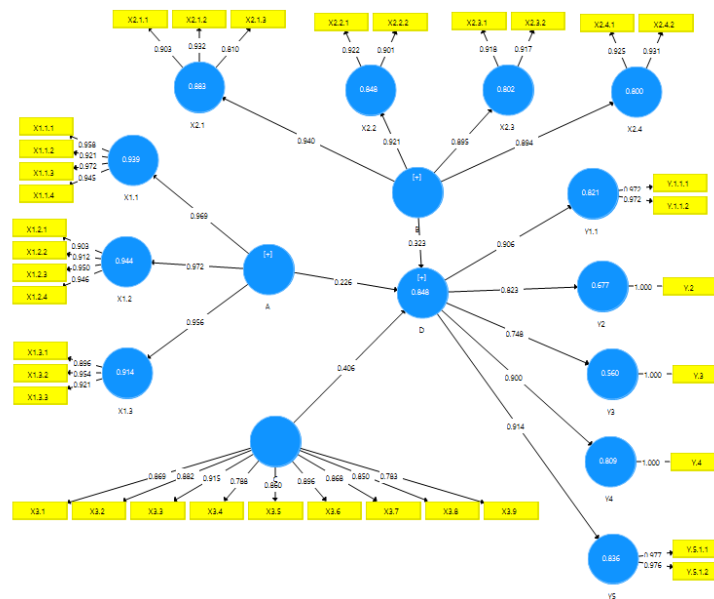 X2.1.1 X2.1.2 X2.1.3 X2.2.1 X2.2.2 X2.3.1 X2.3.2 X2.4.1 X2.4.2
0.903 0.932 0.810 0.922 0.901 0.918 0.917 0.925 0.931
0.883 0.848 0.802 0.800
X2.1 X2.2 X2.3 X2.4
X1.1.1
X1.1.2
X1.1.3
X1.1.4
0.958
0.921
0.972
0.945
0.939
X1.1
0.940 0.921 0.895 0.894
[+]
B
0.323
0.821
Y1.1
0.972
0.972
Y.1.1.1
Y.1.1.2
0.969
0.906
X1.2.1
X1.2.2
X1.2.3
X1.2.4
0.903
0.912
0.950
0.946
0.944
X1.2
0.972
[+]
A
0.226
[+]
0.848
D
0.823
0.677
Y2
1.000
Y.2
0.956
0.748
X1.3.1
X1.3.2
X1.3.3
0.896
0.954
0.921
0.914
X1.3
0.406
0.560
Y3
1.000
Y.3
0.900
0.914
0.809
Y4
1.000
Y.4
0.869 0.882 0.915 0.788 0.860 0.896 0.868 0.850 0.783
X3.1 X3.2 X3.3 X3.4 X3.5 X3.6 X3.7 X3.8 X3.9
0.836
Y5
0.977
0.976
Y.5.1.1
Y.5.1.2